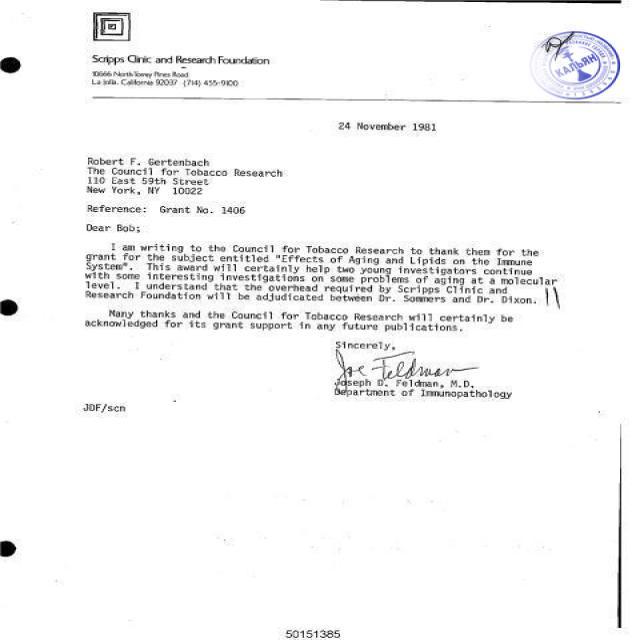 Scripps Clinic and Research Foundation
10666 North Torrey Pines Road
La Jolla, California 92037 (714) 455-9100
КАЛЬЯН
24 November 1981
Robert F. Gertenbach
The Council for Tobacco Research
110 East 59th Street
New York, NY 10022
Reference: Grant No. 1406
Dear Bob;
I am writing to the Council for Tobacco Research to thank them for the
grant for the subject entitled "Effects of Aging and Lipids on the Immune
System". This award will certainly help two young investigators continue
with some interesting investigations on some problems of aging at a molecular
level. I understand that the overhead required by Scripps Clinic and
Research Foundation will be adjudicated between Dr. Sommers and Dr. Dixon.
Many thanks and the Council for Tobacco Research will certainly be
acknowledged for its grant support in any future publications.
Sincerely,
Joe Feldman
Joseph D. Feldman, M.D.
Department of Immunopathology
JDF/scn
50151385